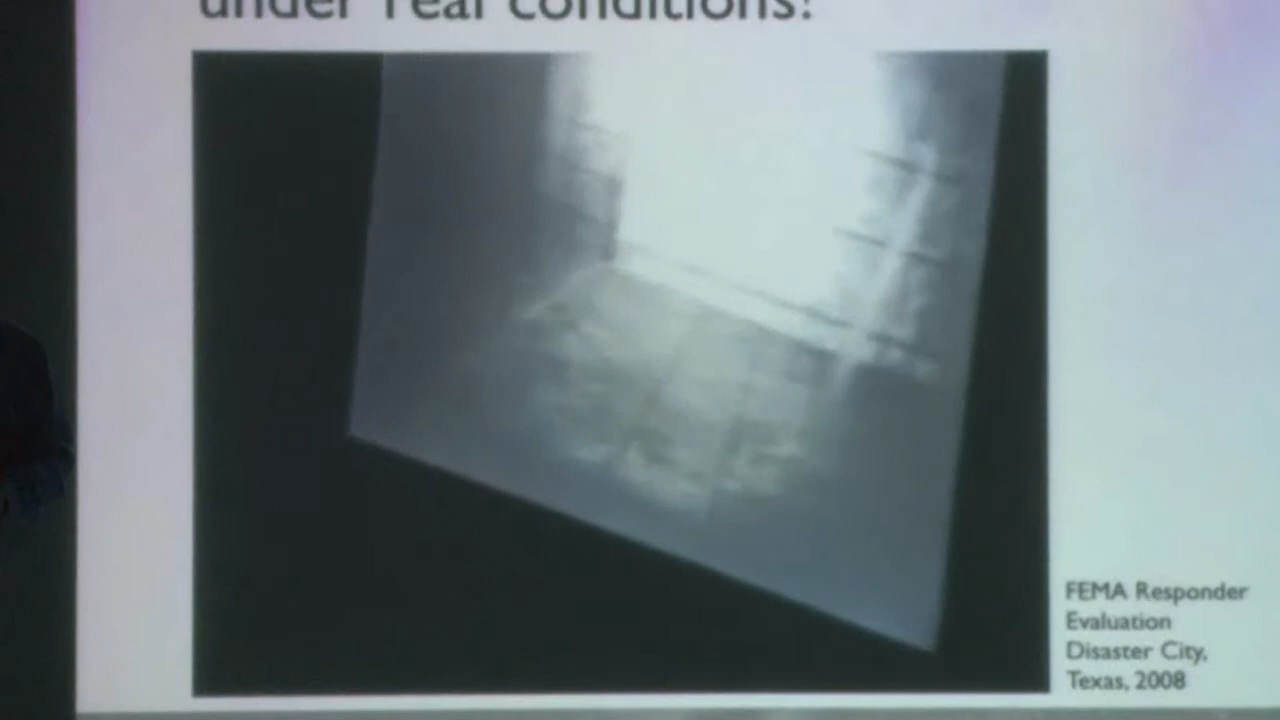 under real conditions?
FEMA Responder
Evaluation
Disaster City,
Texas, 2008